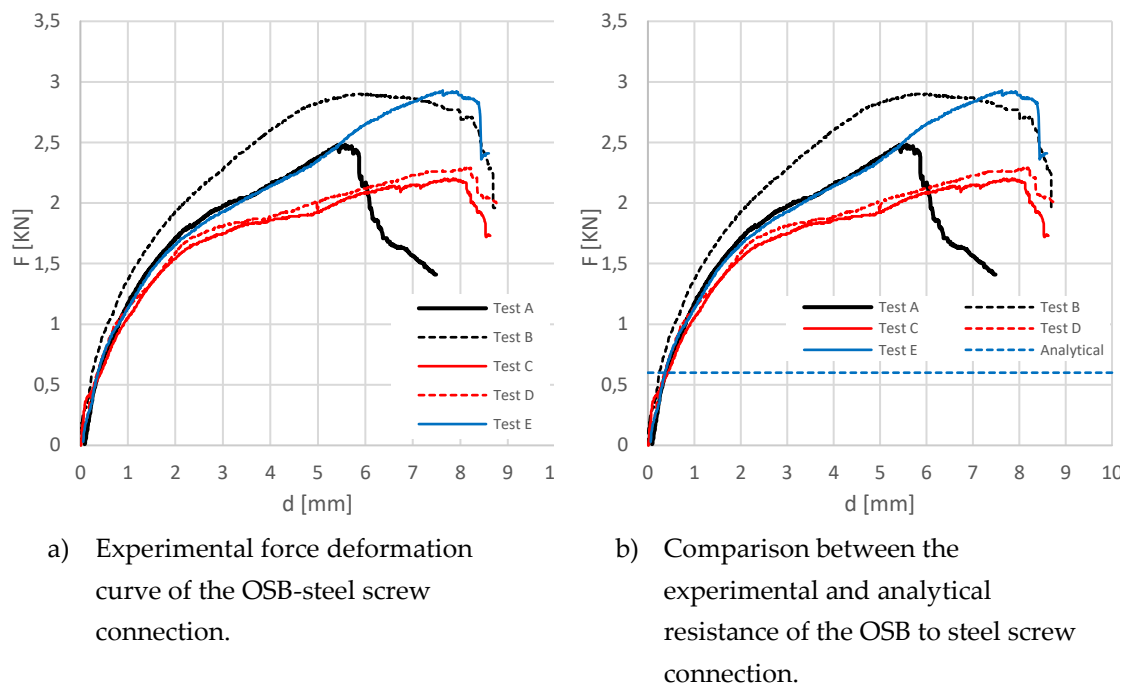 3,5
3
2,5
2
1,5
1
0,5
0
F [KN]
0 1 2 3 4 5 6 7 8 9 1
d [mm]
Test A
Test B
Test C
Test D
Test E
a) Experimental force deformation
curve of the OSB-steel screw
connection.
3,5
3
2,5
2
1,5
1
0,5
0
F [KN]
0 1 2 3 4 5 6 7 8 9 10
d [mm]
Test A Test B
Test C Test D
Test E Analytical
b) Comparison between the
experimental and analytical
resistance of the OSB to steel screw
connection.